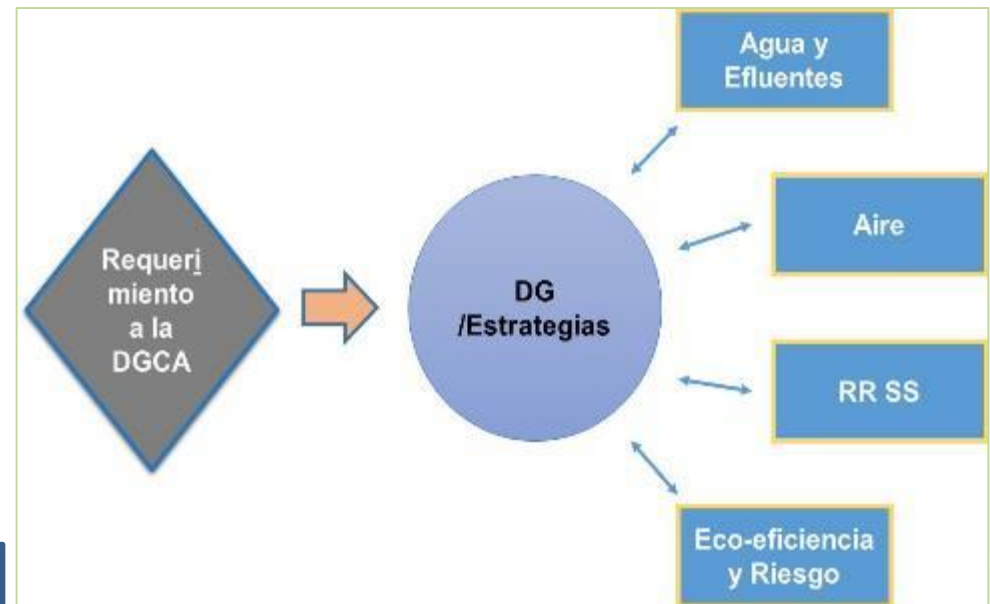 Requeri
miento
a la
DGCA
DG
/Estrategias
Agua y
Efluentes
Aire
RR SS
Eco-eficiencia
y Riesgo